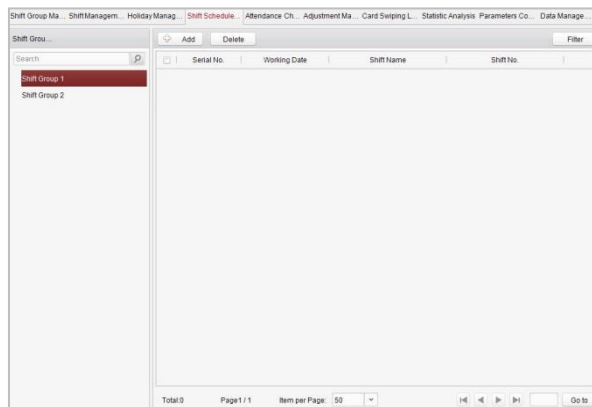 Shift Group Ma... Shift Managem... Holiday Manag... Shift Schedule... Attendance Ch... Adjustment Ma... Card Swiping L... Statistic Analysis Parameters Co... Data Manage...
Shift Grou... Add Delete Filter
Search Serial No. Working Date Shift Name Shift No.
Shift Group 1
Shift Group 2
Total:0 Page1 / 1 Item per Page: 50 Go to